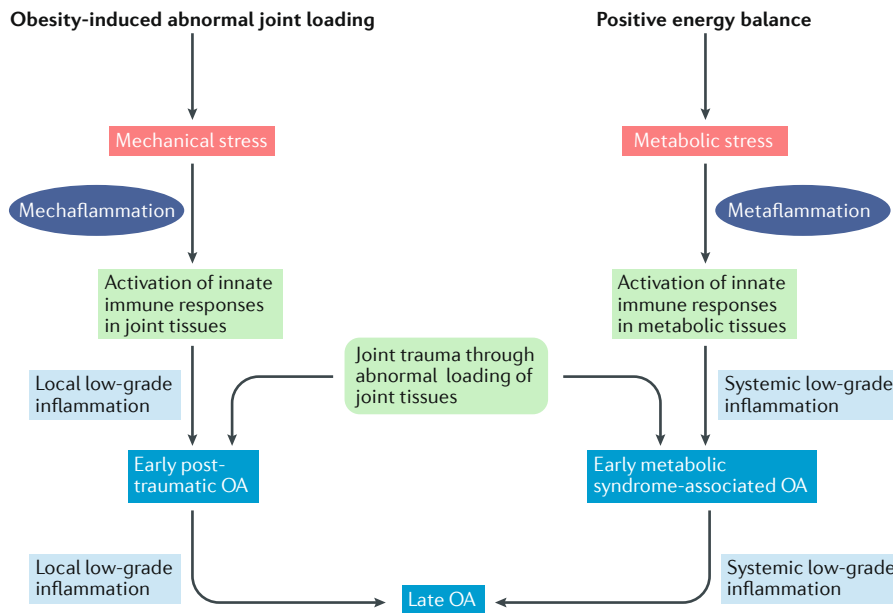 Obesity-induced abnormal joint loading
Positive energy balance
Mechanical stress
Metabolic stress
Mechaflammation
Metaflammation
Activation of innate
immune responses
in joint tissues
Activation of innate
immune responses
in metabolic tissues
Joint trauma through
abnormal loading of
joint tissues
Local low-grade
inflammation
Systemic low-grade
inflammation
Early post-
traumatic OA
Early metabolic
syndrome-associated OA
Local low-grade
inflammation
Systemic low-grade
inflammation
Late OA